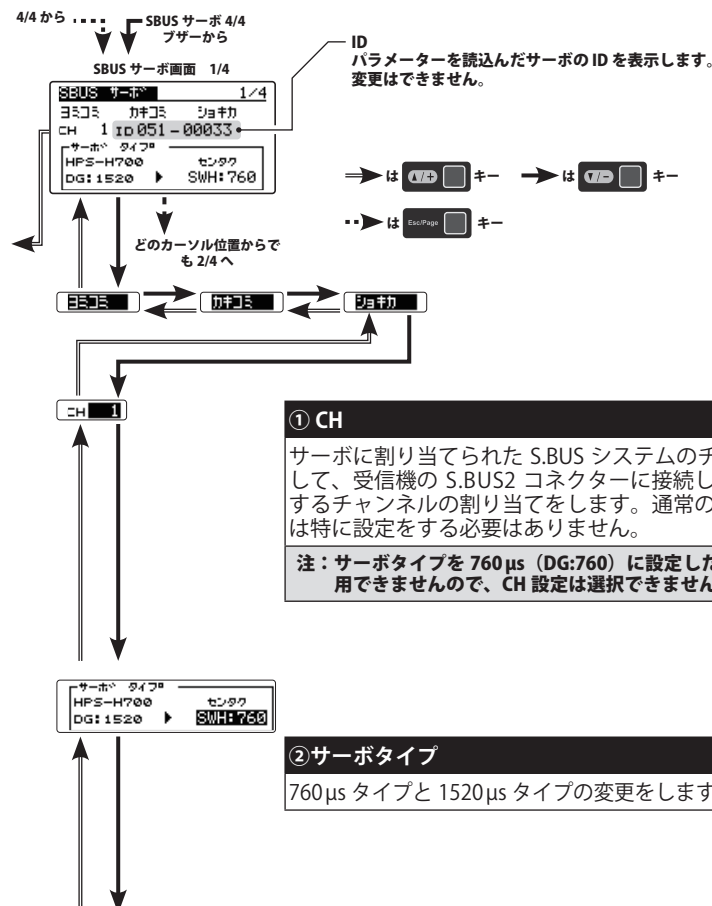 4/4 から
SBUS サーボ 4/4
ブザーから
SBUS サーボ画面 1/4
ID
パラメーターを読込んだサーボの ID を表示します。
変更はできません。
SBUS サーボ 1/4
ヨミコミ カキコミ ショキカ
CH 1 ID 051 – 00033
サーボ タイプ
HPS-H700 センタク
DG:1520 ▶ SWH:760
は ▲/+ キー
は ▼/- キー
は Esc/Page キー
どのカーソル位置からで
も 2/4 へ
ヨミコミ
カキコミ
ショキカ
CH 1
① CH
サーボに割り当てられた S.BUS システムの
して、受信機の S.BUS2 コネクターに接続し
するチャンネルの割り当てをします。通常の
は特に設定をする必要はありません。
注：サーボタイプを 760 μs（DG:760）に設定した
用できませんので、CH 設定は選択できません
サーボ タイプ
HPS-H700 センタク
DG:1520 ▶ SWH:760
②サーボタイプ
760μs タイプと 1520μs タイプの変更をします